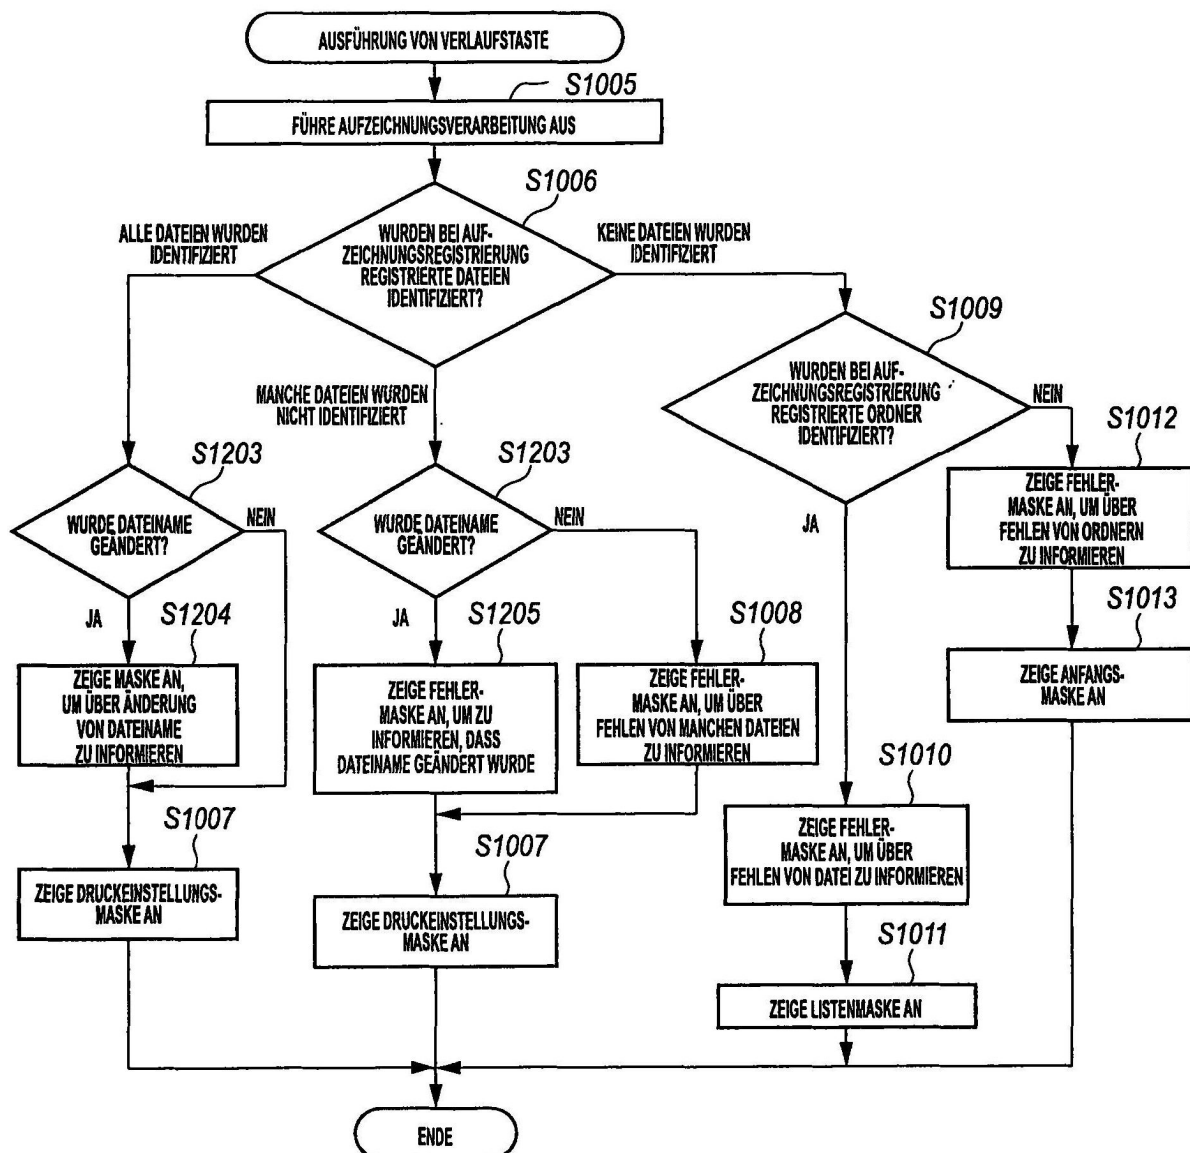 AUSFÜHRUNG VON VERLAUFSTASTE
S1005
FÜHRE AUFZEICHNUNGSVERARBEITUNG AUS
S1006
ALLE DATEIEN WURDEN
IDENTIFIZIERT
WURDEN BEI AUF-
ZEICHNUNGSREGISTRIERUNG
REGISTRIERTE DATEIEN
IDENTIFIZIERT?
KEINE DATEIEN WURDEN
IDENTIFIZIERT
S1009
WURDEN BEI AUF-
ZEICHNUNGSREGISTRIERUNG
REGISTRIERTE ORDNER
IDENTIFIZIERT?
NEIN
JA
MANCHE DATEIEN WURDEN
NICHT IDENTIFIZIERT
S1203
WURDE DATEINAME
GEÄNDERT?
NEIN
JA
S1203
WURDE DATEINAME
GEÄNDERT?
NEIN
JA
S1012
ZEIGE FEHLER-
MASKE AN, UM ÜBER
FEHLEN VON ORDNERN
ZU INFORMIEREN
S1204
ZEIGE MASKE AN,
UM ÜBER ÄNDERUNG
VON DATEINAME
ZU INFORMIEREN
S1205
ZEIGE FEHLER-
MASKE AN, UM ZU
INFORMIEREN, DASS
DATEINAME GEÄNDERT WURDE
S1008
ZEIGE FEHLER-
MASKE AN, UM ÜBER
FEHLEN VON MANCHEN DATEIEN
ZU INFORMIEREN
S1013
ZEIGE ANFANGS-
MASKE AN
S1010
ZEIGE FEHLER-
MASKE AN, UM ÜBER
FEHLEN VON DATEI ZU INFORMIEREN
S1007
ZEIGE DRUCKEINSTELLUNGS-
MASKE AN
S1007
ZEIGE DRUCKEINSTELLUNGS-
MASKE AN
S1011
ZEIGE LISTENMASKE AN
ENDE